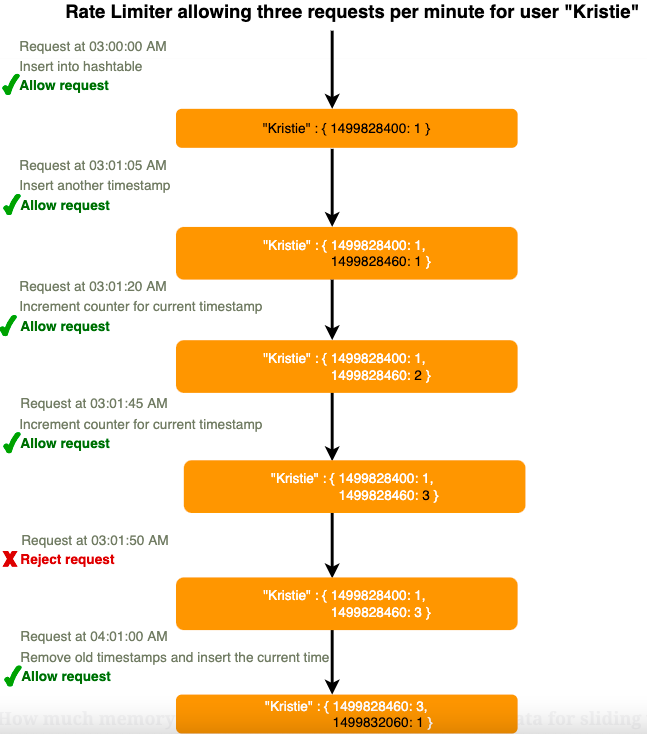 Rate Limiter allowing three requests per minute for user "Kristie"
Request at 03:00:00 AM
Insert into hashtable
Allow request
"Kristie" : { 1499828400: 1 }
Request at 03:01:05 AM
Insert another timestamp
Allow request
"Kristie" : { 1499828400: 1,
1499828460: 1 }
Request at 03:01:20 AM
Increment counter for current timestamp
Allow request
"Kristie" : { 1499828400: 1,
1499828460: 2 }
Request at 03:01:45 AM
Increment counter for current timestamp
Allow request
"Kristie" : { 1499828400: 1,
1499828460: 3 }
Request at 03:01:50 AM
Reject request
"Kristie" : { 1499828400: 1,
1499828460: 3 }
Request at 04:01:00 AM
Remove old timestamps and insert the current time
Allow request
"Kristie" : { 1499828460: 3,
How much memory ata for sliding
1499832060: 1 }